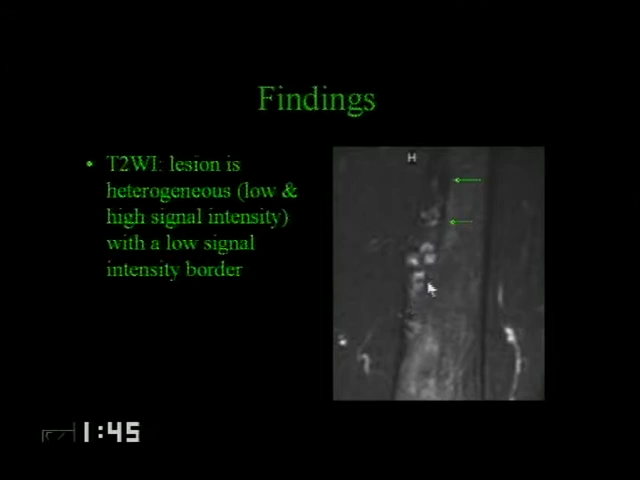 Findings
• T2WI: lesion is
heterogeneous (low &
high signal intensity)
with a low signal
intensity border
H
1:45